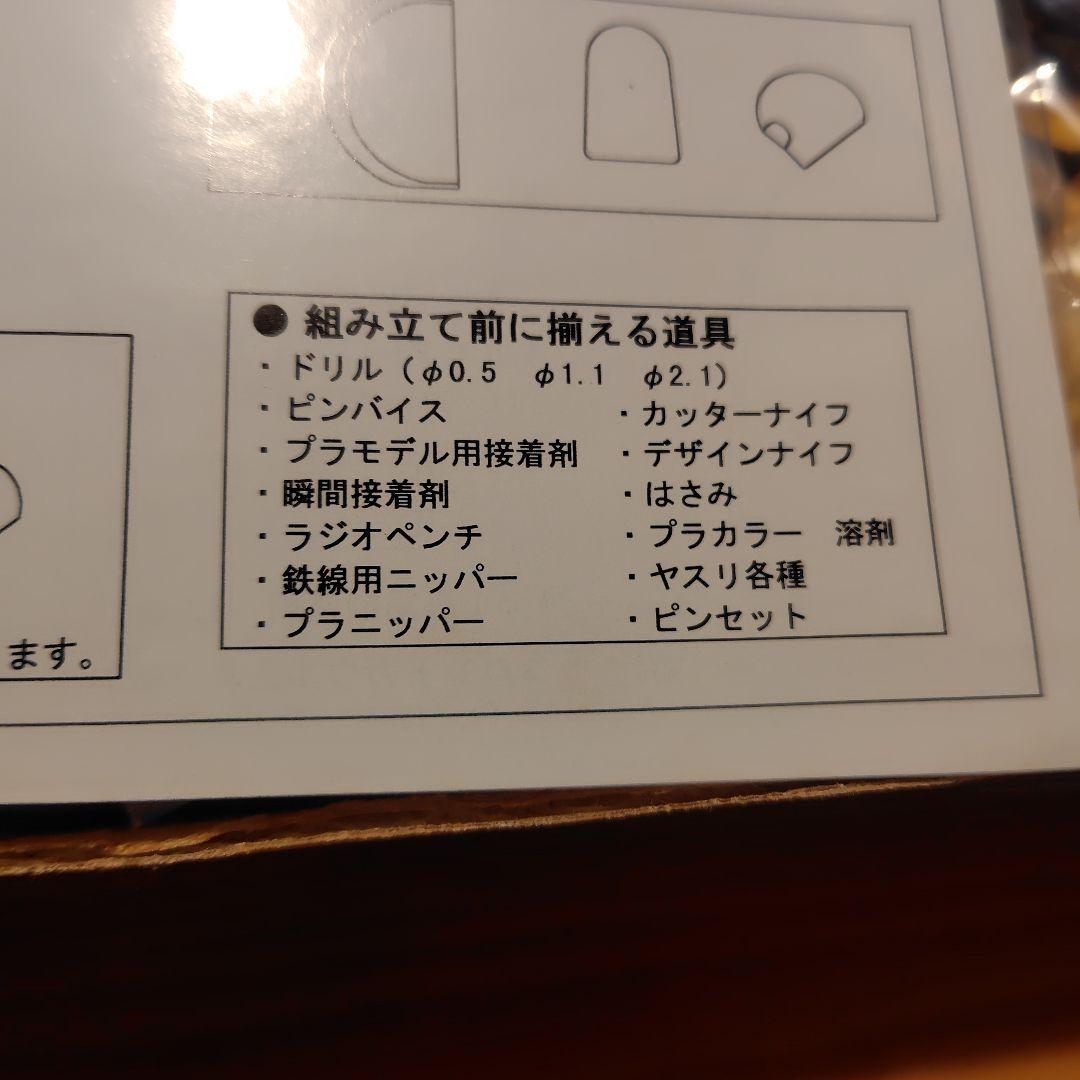 ● 組み立て前に揃える道具
・ドリル（φ0.5　φ1.1　φ2.1）
・ピンバイス
・プラモデル用接着剤
・瞬間接着剤
・ラジオペンチ
・鉄線用ニッパー
・プラニッパー
・カッターナイフ
・デザインナイフ
・はさみ
・プラカラー　溶剤
・ヤスリ各種
・ピンセット
ます。